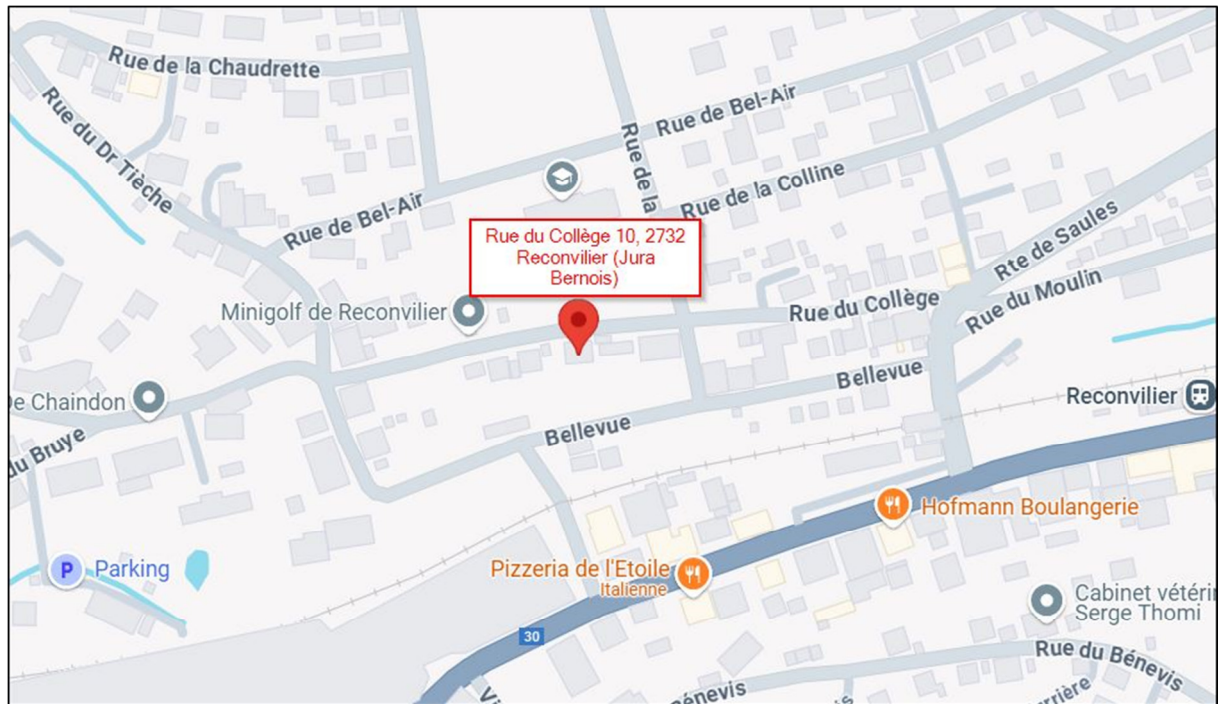 Rue de la Chaudrette
Rue du Dr Tièche
Rue de Bel-Air
Rue de la
Rue de Bel-Air
Rue de la Colline
Rte de Saules
Rue du Collège 10, 2732
Reconvilier (Jura
Bernois)
Rue du Moulin
Minigolf de Reconvilier
Rue du Collège
Bellevue
Reconvilier
De Chaindon
Bellevue
du Bruye
Hofmann Boulangerie
P Parking
Pizzeria de l'Etoile
Italienne
Cabinet vétéri
Serge Thomi
30
Rue du Bénevis
Bénevis